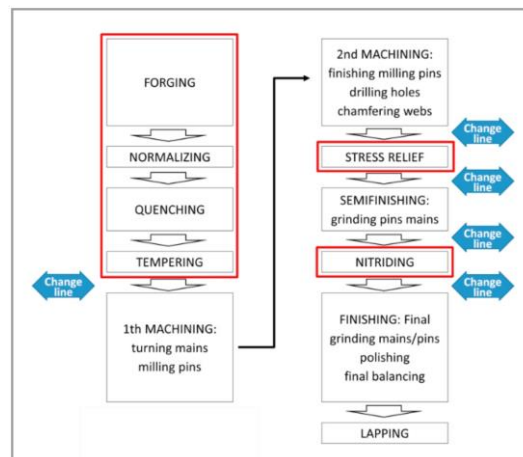 FORGING
NORMALIZING
QUENCHING
TEMPERING
Change
line
1th MACHINING:
turning mains
milling pins
2nd MACHINING:
finishing milling pins
drilling holes
chamfering webs
Change
line
STRESS RELIEF
Change
line
SEMIFINISHING:
grinding pins mains
Change
line
NITRIDING
Change
line
FINISHING: Final
grinding mains/pins
polishing
final balancing
LAPPING